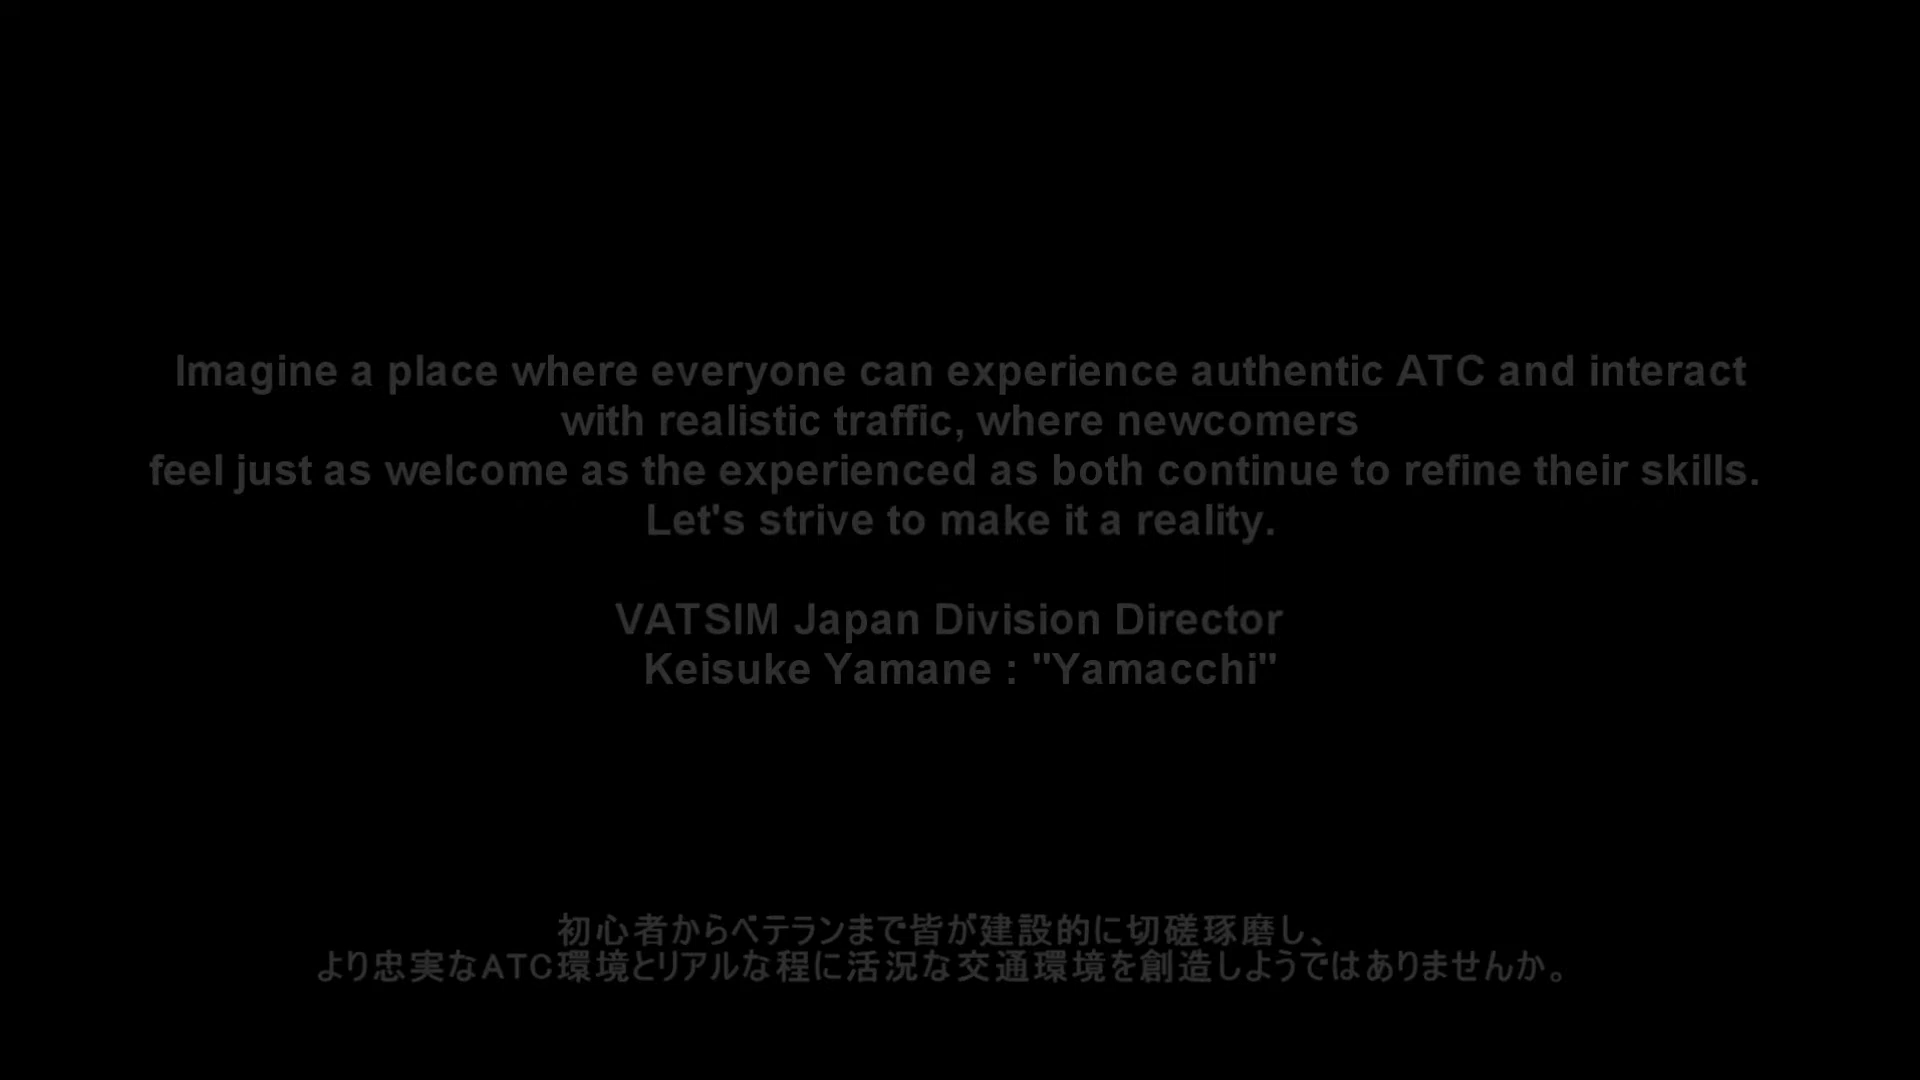 Imagine a place where everyone can experience authentic ATC and interact
with realistic traffic, where newcomers
feel just as welcome as the experienced as both continue to refine their skills.
Let's strive to make it a reality.
VATSIM Japan Division Director
Keisuke Yamane : "Yamacchi"
初心者からベテランまで皆が建設的に切磋琢磨し、
より忠実なATC環境とリアルな程に活況な交通環境を創造しようではありませんか。